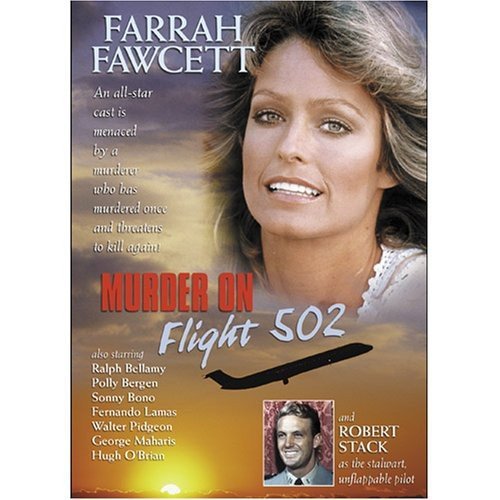 FARRAH
FAWCETT
An all-star
cast is
menaced
by a
murderer
who has
murdered once
and threatens
to kill again!
MURDER ON
Flight 502
also starring
Ralph Bellamy
Polly Bergen
Sonny Bono
Fernando Lamas
Walter Pidgeon
George Maharis
Hugh O'Brian
and
ROBERT
STACK
as the stalwart,
unflappable pilot